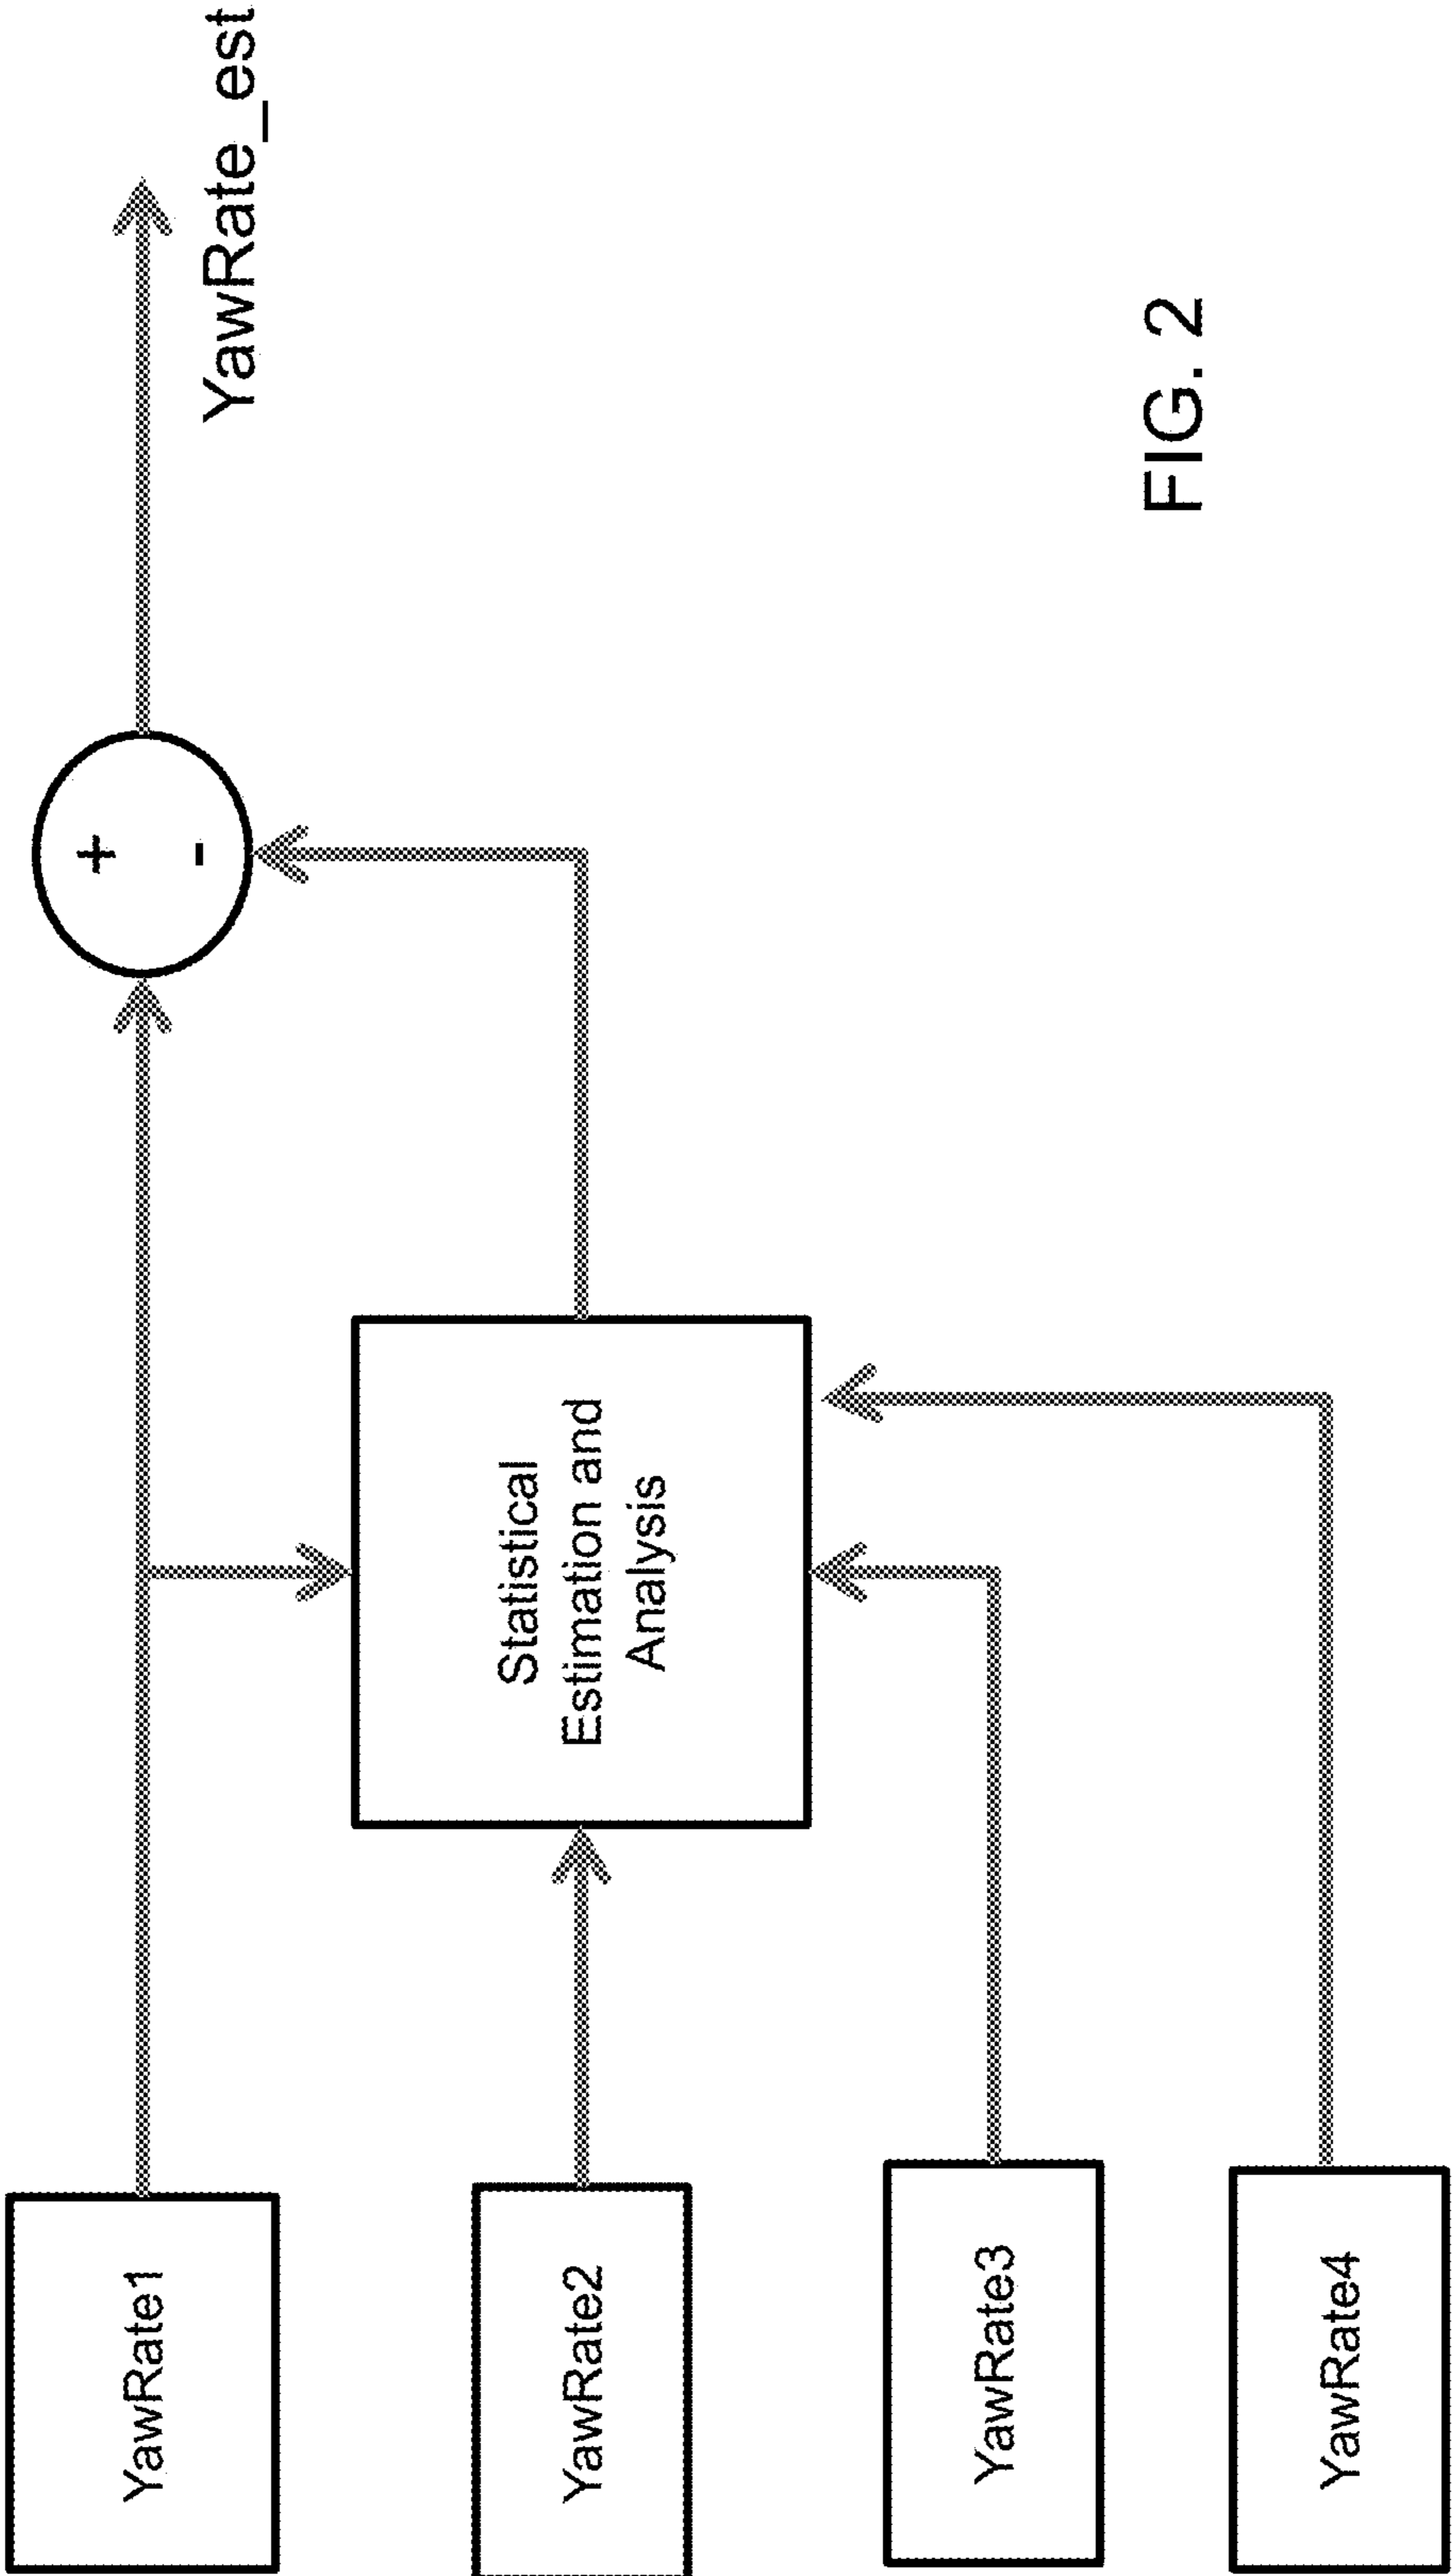 YawRate1
YawRate2
YawRate3
YawRate4
Statistical
Estimation and
Analysis
+
-
YawRate_est
FIG. 2